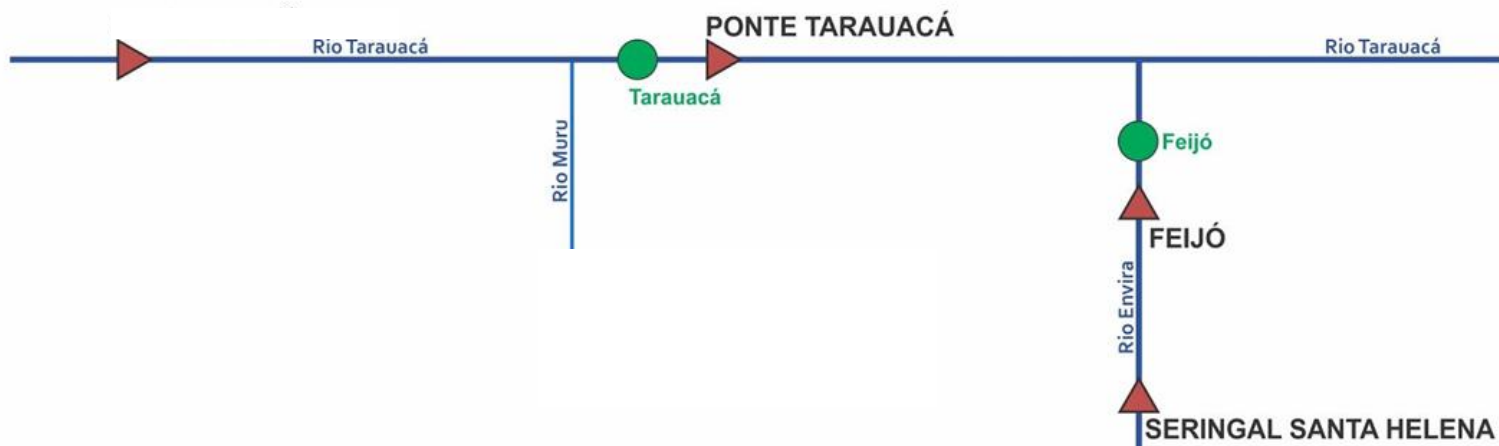 PONTE TARAUACÁ
Rio Tarauacá
Rio Tarauacá
Tarauacá
Rio Muru
Feijó
FEIJÓ
Rio Envira
SERINGAL SANTA HELENA